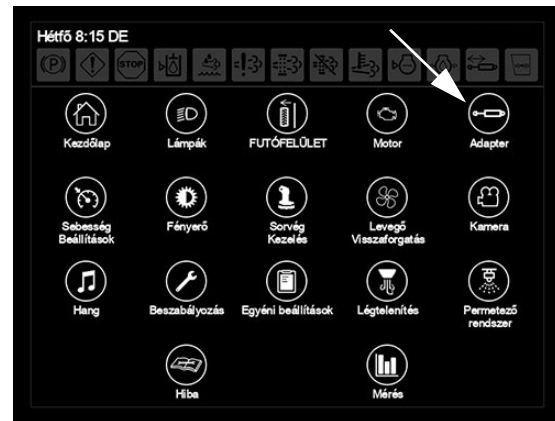 Hétfő 8:15 DE
STOP
Kezdőlap
Lámpák
FUTÓFELÜLET
Motor
Adapter
Sebesség
Beállítások
Fényerő
Sorvég
Kezelés
Levegő
Visszaforgatás
Kamera
Hang
Beszabályozás
Egyéni beállítások
Légtelenítés
Permetező
rendszer
Hiba
Mérés